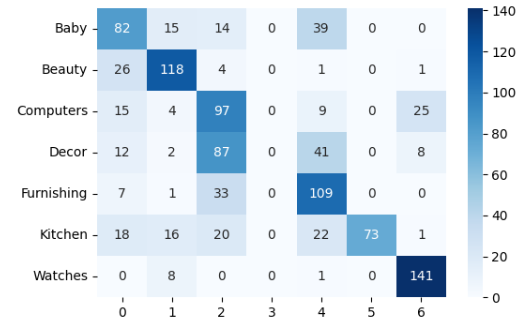 Baby 82 15 14 0 39 0 0
Beauty 26 118 4 0 1 0 1
Computers 15 4 97 0 9 0 25
Decor 12 2 87 0 41 0 8
Furnishing 7 1 33 0 109 0 0
Kitchen 18 16 20 0 22 73 1
Watches 0 8 0 0 1 0 141
0 1 2 3 4 5 6
140
120
100
80
60
40
20
0